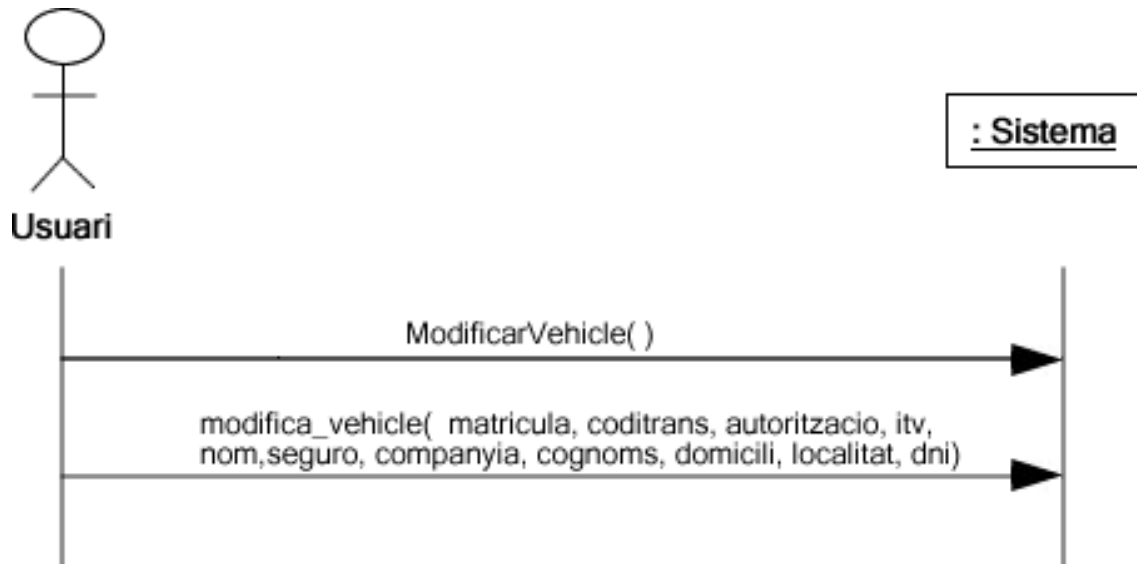 : Sistema
Usuari
ModificarVehicle( )
modifica_vehicle( matricula, coditrans, autoritzacio, itv,
nom,seguro, companyia, cognoms, domicili, localitat, dni)